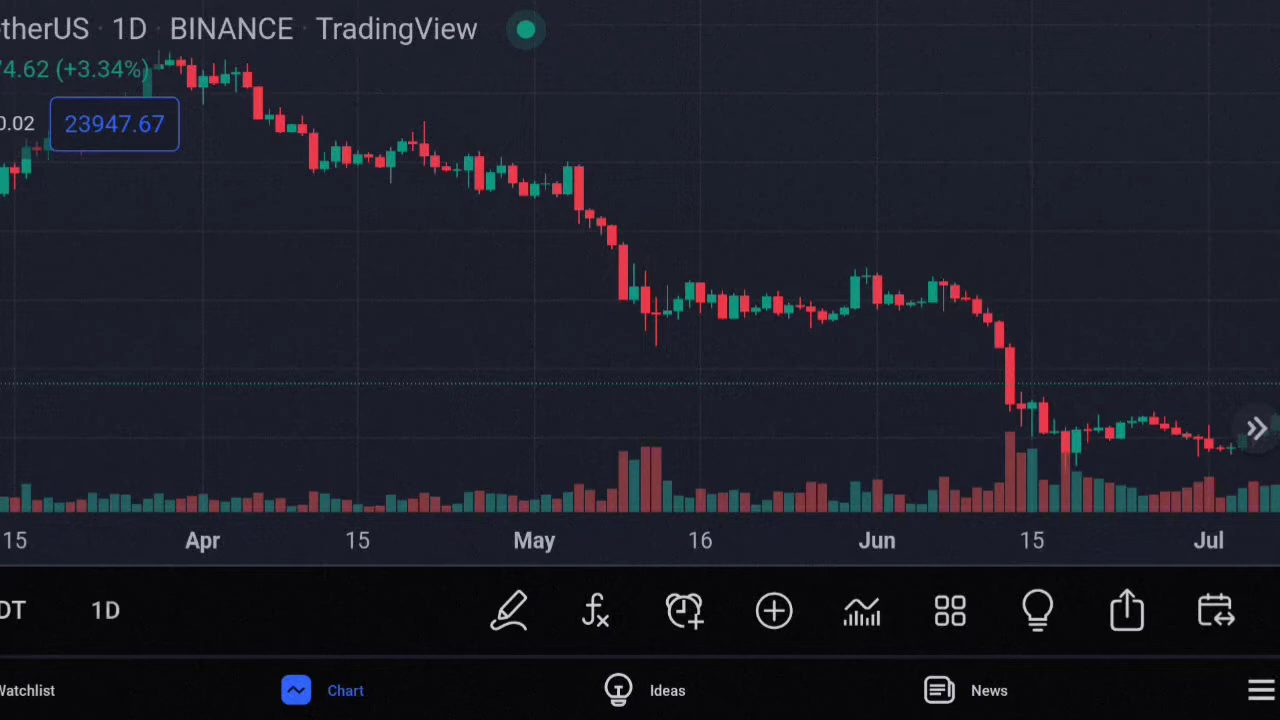 therUS · 1D · BINANCE · TradingView
74.62 (+3.34%)
0.02 23947.67
15 Apr 15 May 16 Jun 15 Jul
DT 1D
Watchlist Chart Ideas News